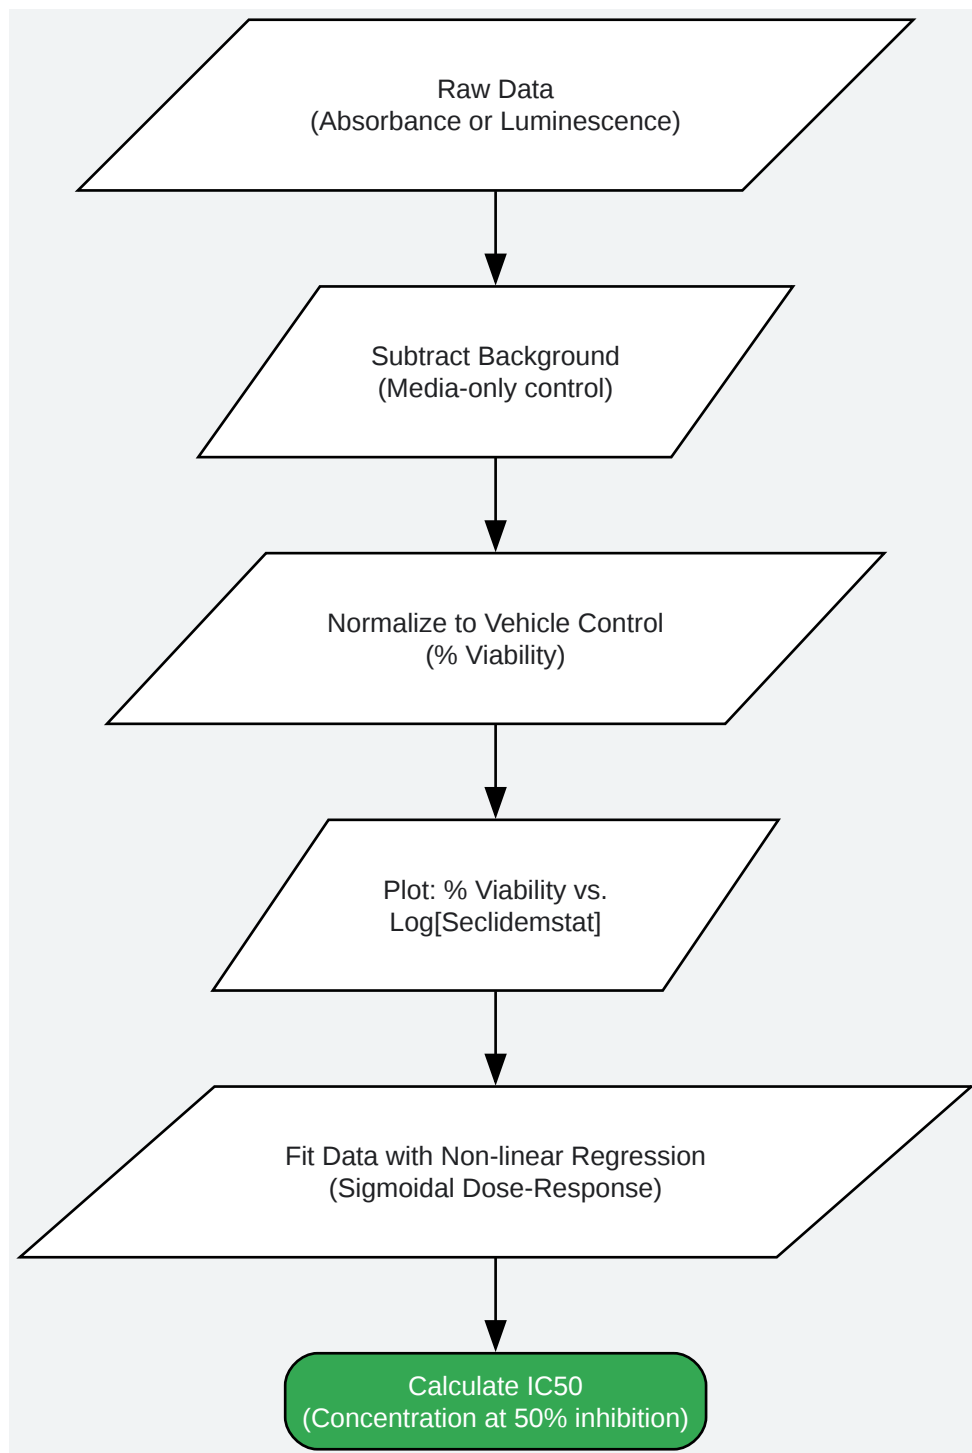 Raw Data
(Absorbance or Luminescence)
Subtract Background
(Media-only control)
Normalize to Vehicle Control
(% Viability)
Plot: % Viability vs.
Log[Seclidemstat]
Fit Data with Non-linear Regression
(Sigmoidal Dose-Response)
Calculate IC50
(Concentration at 50% inhibition)